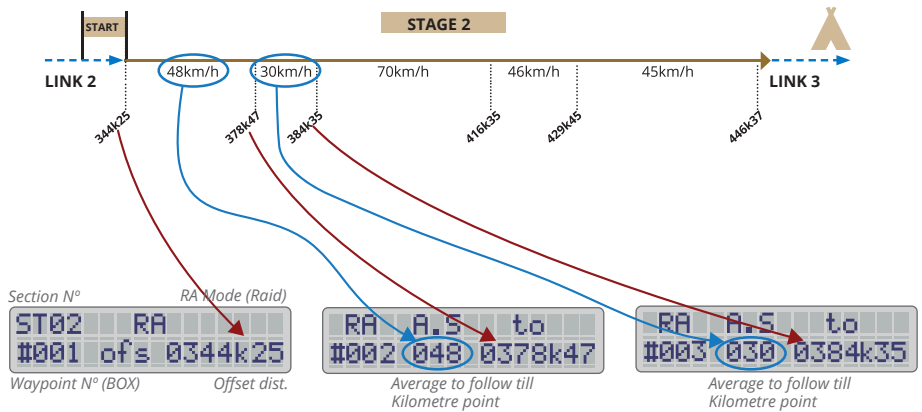 START
STAGE 2
48km/h 30km/h 70km/h 46km/h 45km/h
LINK 2
LINK 3
344k25 378k47 384k35 416k35 429k45 446k37
Section Nº RA Mode (Raid)
ST02 RA
#001 ofs 0344k25
Waypoint Nº (BOX) Offset dist.
RA A.S to
#002 048 0378k47
Average to follow till
Kilometre point
RA A.S to
#003 030 0384k35
Average to follow till
Kilometre point